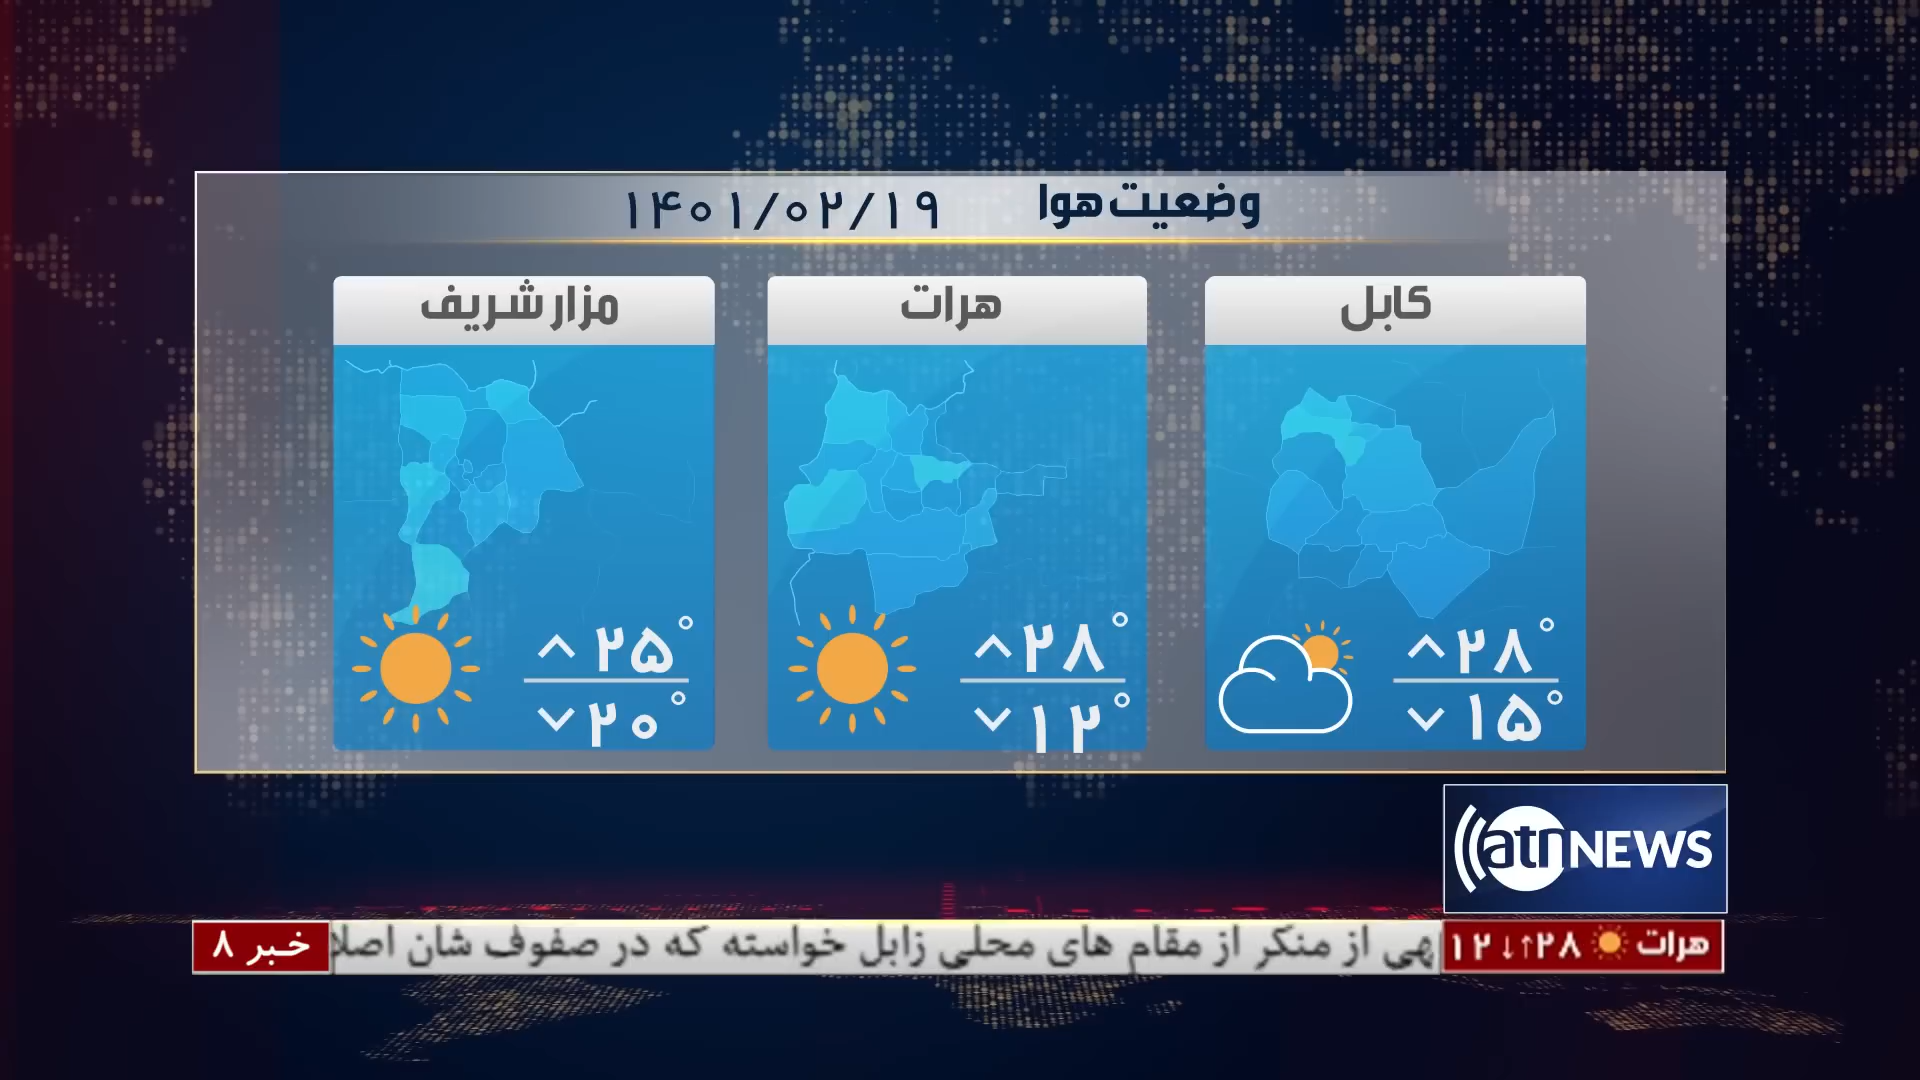 وضعیت هوا ۱۴۰۱/۰۲/۱۹
کابل
۲۸°
۱۵°
هرات
۲۸°
۱۲°
مزار شریف
۲۵°
۲۰°
atn NEWS
هرات ۲۸↑↓۱۲
هی از منکر از مقام های محلی زابل خواسته که در صفوف شان اصلا
خبر ۸